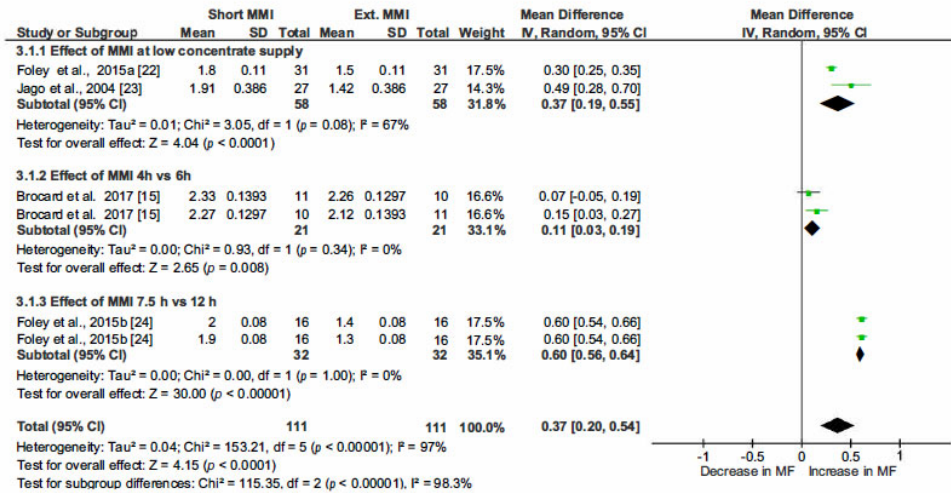 Short MMI Ext. MMI Mean Difference Mean Difference
Study or Subgroup Mean SD Total Mean SD Total Weight IV, Random, 95% CI IV, Random, 95% CI
3.1.1 Effect of MMI at low concentrate supply
Foley et al., 2015a [22] 1.8 0.11 31 1.5 0.11 31 17.5% 0.30 [0.25, 0.35]
Jago et al., 2004 [23] 1.91 0.386 27 1.42 0.386 27 14.3% 0.49 [0.28, 0.70]
Subtotal (95% CI) 58 58 31.8% 0.37 [0.19, 0.55]
Heterogeneity: Tau² = 0.01; Chi² = 3.05, df = 1 (p = 0.08); I² = 67%
Test for overall effect: Z = 4.04 (p < 0.0001)
3.1.2 Effect of MMI 4h vs 6h
Brocard et al. 2017 [15] 2.33 0.1393 11 2.26 0.1297 10 16.6% 0.07 [-0.05, 0.19]
Brocard et al. 2017 [15] 2.27 0.1297 10 2.12 0.1393 11 16.6% 0.15 [0.03, 0.27]
Subtotal (95% CI) 21 21 33.1% 0.11 [0.03, 0.19]
Heterogeneity: Tau² = 0.00; Chi² = 0.93, df = 1 (p = 0.34); I² = 0%
Test for overall effect: Z = 2.65 (p = 0.008)
3.1.3 Effect of MMI 7.5 h vs 12 h
Foley et al., 2015b [24] 2 0.08 16 1.4 0.08 16 17.5% 0.60 [0.54, 0.66]
Foley et al., 2015b [24] 1.9 0.08 16 1.3 0.08 16 17.5% 0.60 [0.54, 0.66]
Subtotal (95% CI) 32 32 35.1% 0.60 [0.56, 0.64]
Heterogeneity: Tau² = 0.00; Chi² = 0.00, df = 1 (p = 1.00); I² = 0%
Test for overall effect: Z = 30.00 (p < 0.00001)
Total (95% CI) 111 111 100.0% 0.37 [0.20, 0.54]
Heterogeneity: Tau² = 0.04; Chi² = 153.21, df = 5 (p < 0.00001); I² = 97%
Test for overall effect: Z = 4.15 (p < 0.0001)
Test for subgroup differences: Chi² = 115.35, df = 2 (p < 0.00001), I² = 98.3%
-1 -0.5 0 0.5 1
Decrease in MF Increase in MF